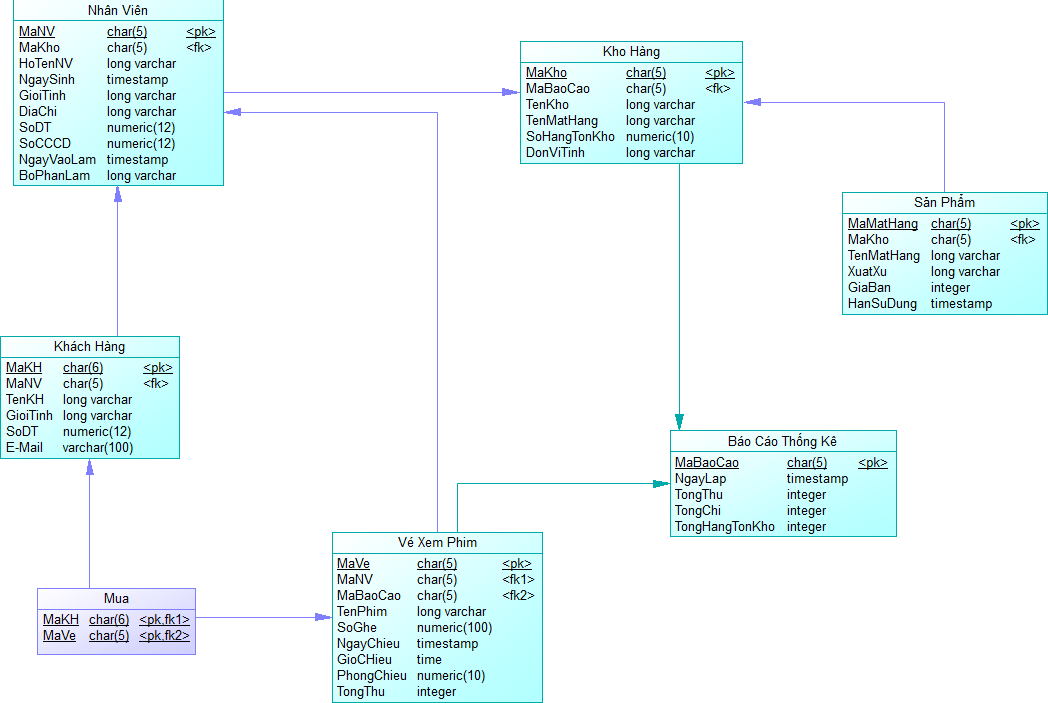 Nhân Viên
MaNV char(5) <pk>
MaKho char(5) <fk>
HoTenNV long varchar
NgaySinh timestamp
GioiTinh long varchar
DiaChi long varchar
SoDT numeric(12)
SoCCCD numeric(12)
NgayVaoLam timestamp
BoPhanLam long varchar
Kho Hàng
MaKho char(5) <pk>
MaBaoCao char(5) <fk>
TenKho long varchar
TenMatHang long varchar
SoHangTonKho numeric(10)
DonViTinh long varchar
Sản Phẩm
MaMatHang char(5) <pk>
MaKho char(5) <fk>
TenMatHang long varchar
XuatXu long varchar
GiaBan integer
HanSuDung timestamp
Khách Hàng
MaKH char(6) <pk>
MaNV char(5) <fk>
TenKH long varchar
GioiTinh long varchar
SoDT numeric(12)
E-Mail varchar(100)
Báo Cáo Thống Kê
MaBaoCao char(5) <pk>
NgayLap timestamp
TongThu integer
TongChi integer
TongHangTonKho integer
Vé Xem Phim
MaVe char(5) <pk>
MaNV char(5) <fk1>
MaBaoCao char(5) <fk2>
TenPhim long varchar
SoGhe numeric(100)
NgayChieu timestamp
GioCHieu time
PhongChieu numeric(10)
TongThu integer
Mua
MaKH char(6) <pk,fk1>
MaVe char(5) <pk,fk2>